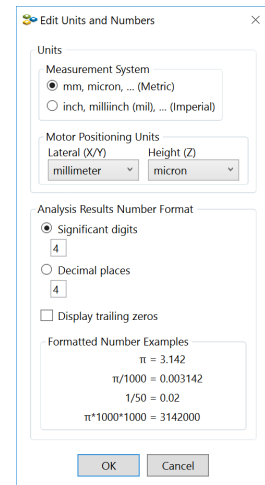 Edit Units and Numbers
Units
Measurement System
mm, micron, ... (Metric)
inch, milliinch (mil), ... (Imperial)
Motor Positioning Units
Lateral (X/Y) Height (Z)
millimeter micron
Analysis Results Number Format
Significant digits
4
Decimal places
4
Display trailing zeros
Formatted Number Examples
π = 3.142
π/1000 = 0.003142
1/50 = 0.02
π*1000*1000 = 3142000
OK Cancel